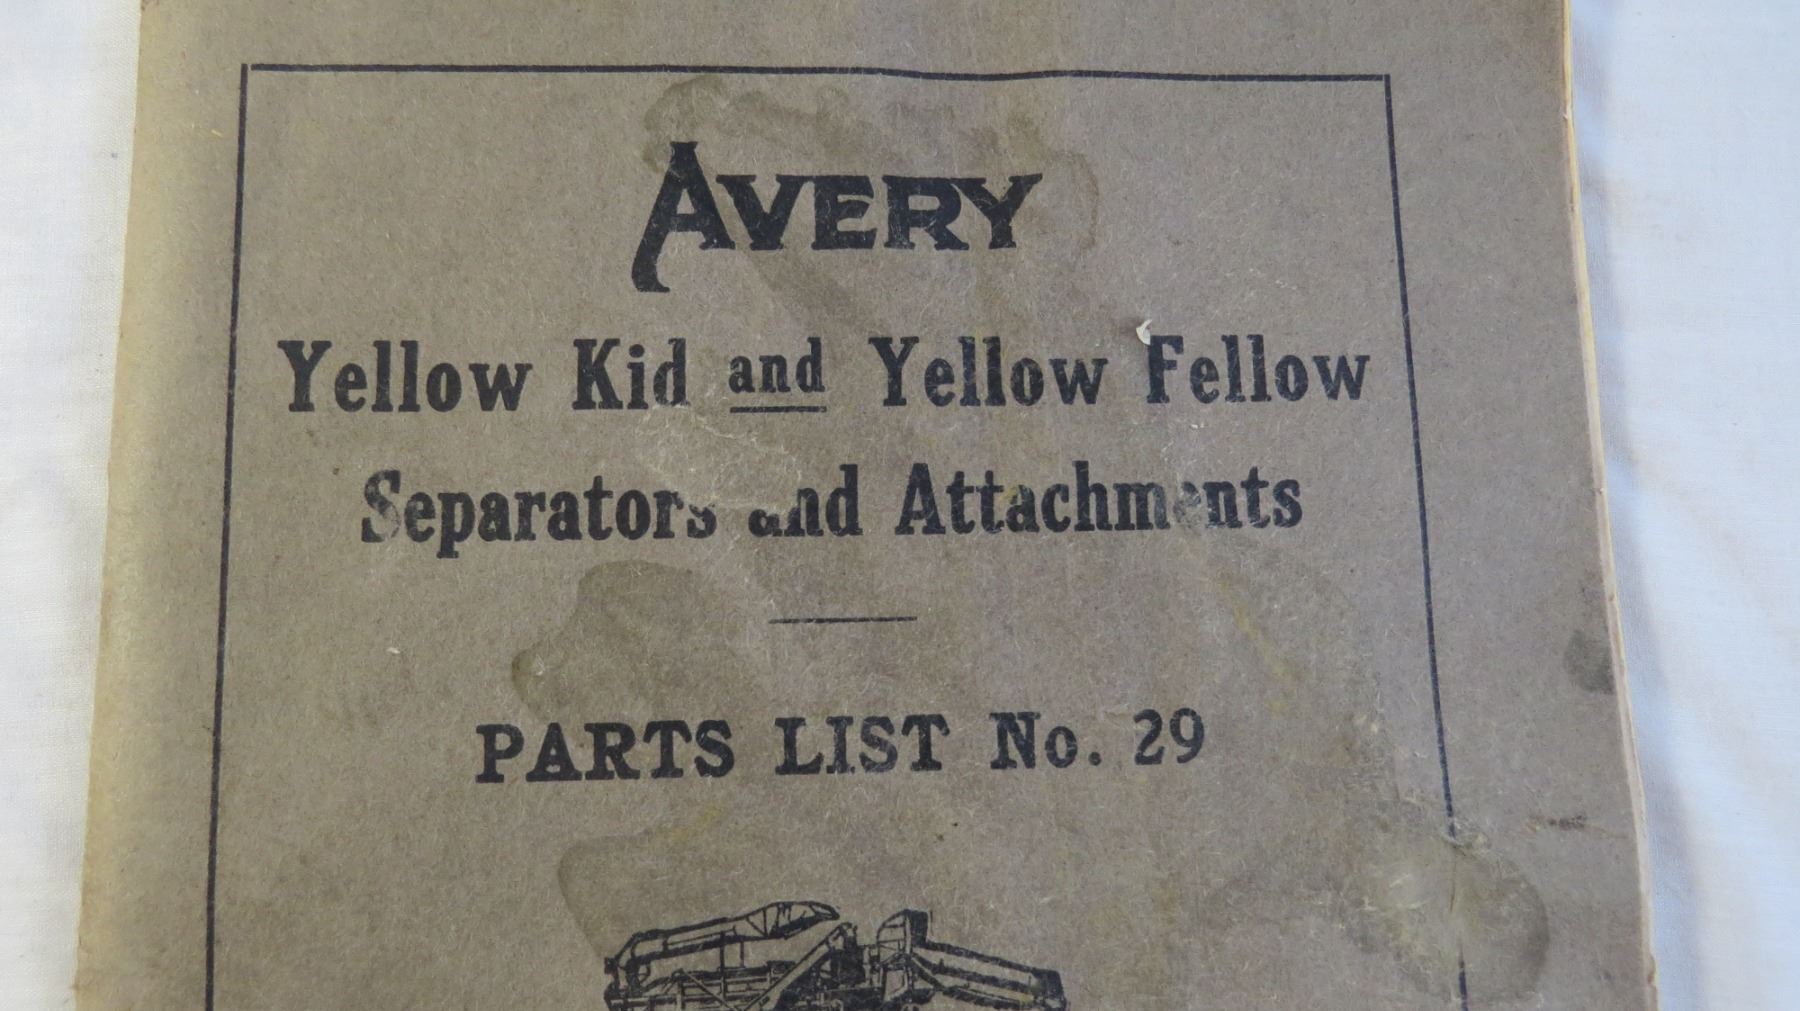 AVERY
Yellow Kid and Yellow Fellow
Separators and Attachments
PARTS LIST No. 29